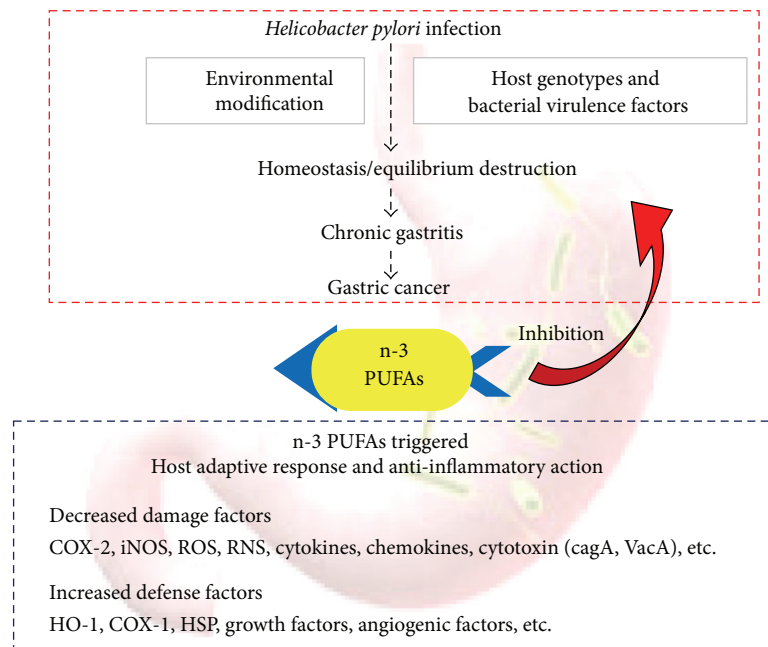 Helicobacter pylori infection
Environmental
modification
Host genotypes and
bacterial virulence factors
Homeostasis/equilibrium destruction
Chronic gastritis
Gastric cancer
Inhibition
n-3
PUFAs
n-3 PUFAs triggered
Host adaptive response and anti-inflammatory action
Decreased damage factors
COX-2, iNOS, ROS, RNS, cytokines, chemokines, cytotoxin (cagA, VacA), etc.
Increased defense factors
HO-1, COX-1, HSP, growth factors, angiogenic factors, etc.